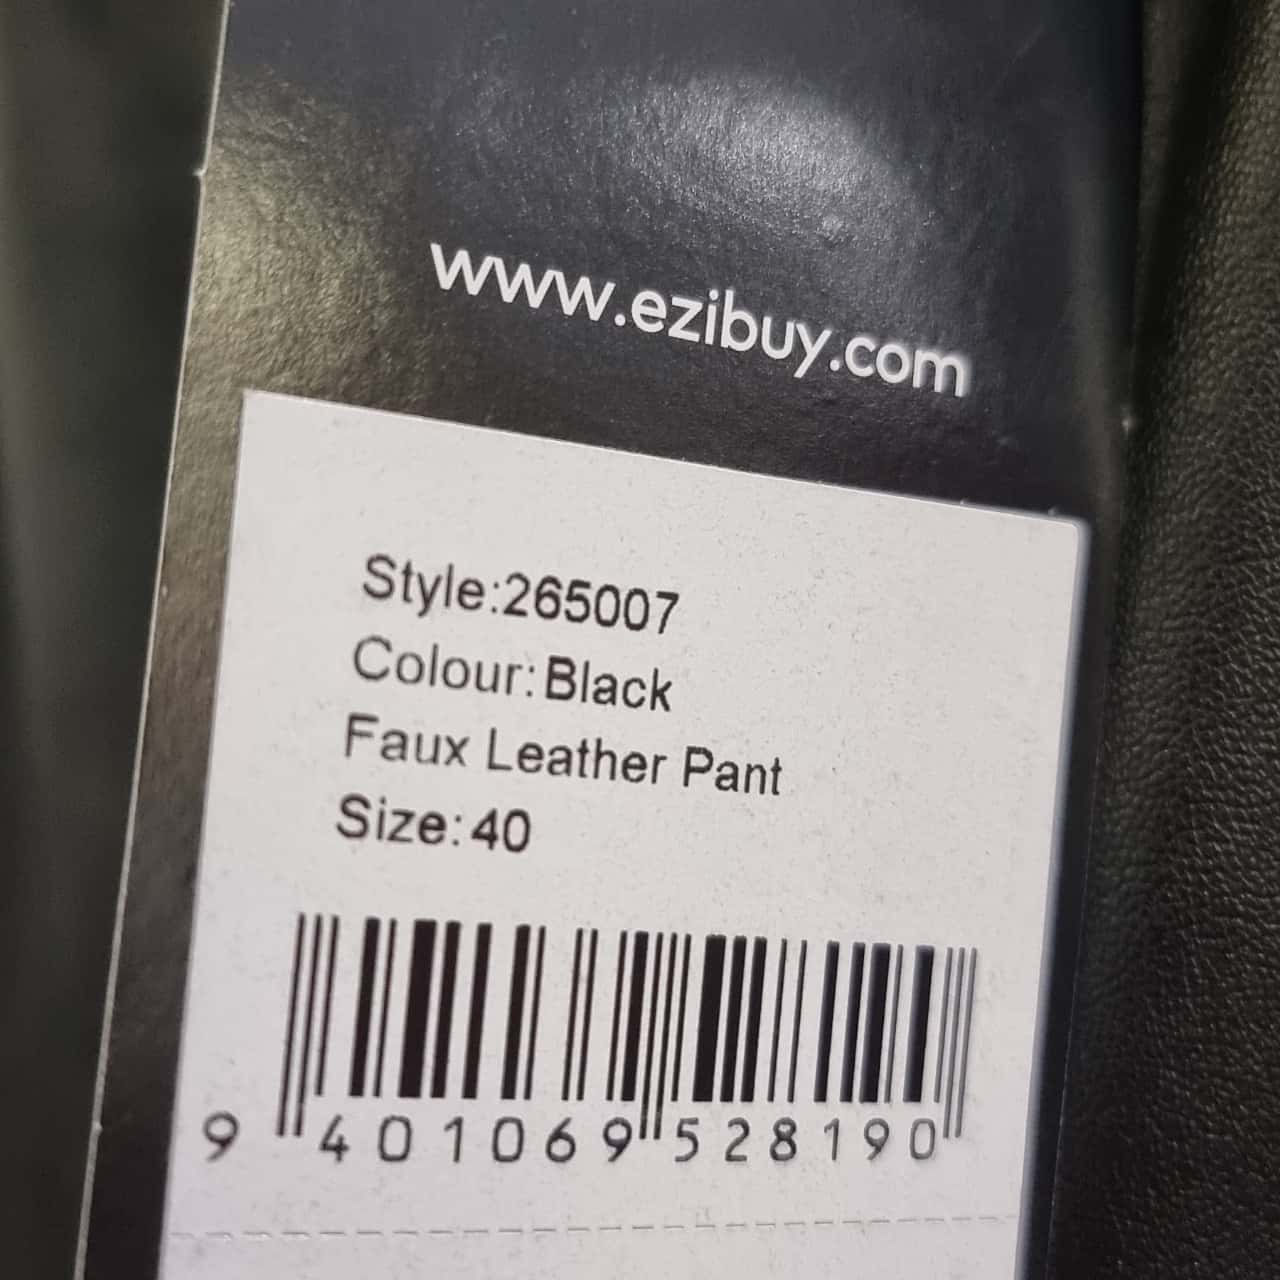 www.ezibuy.com
Style:265007
Colour:Black
Faux Leather Pant
Size:40
9 401069 528190